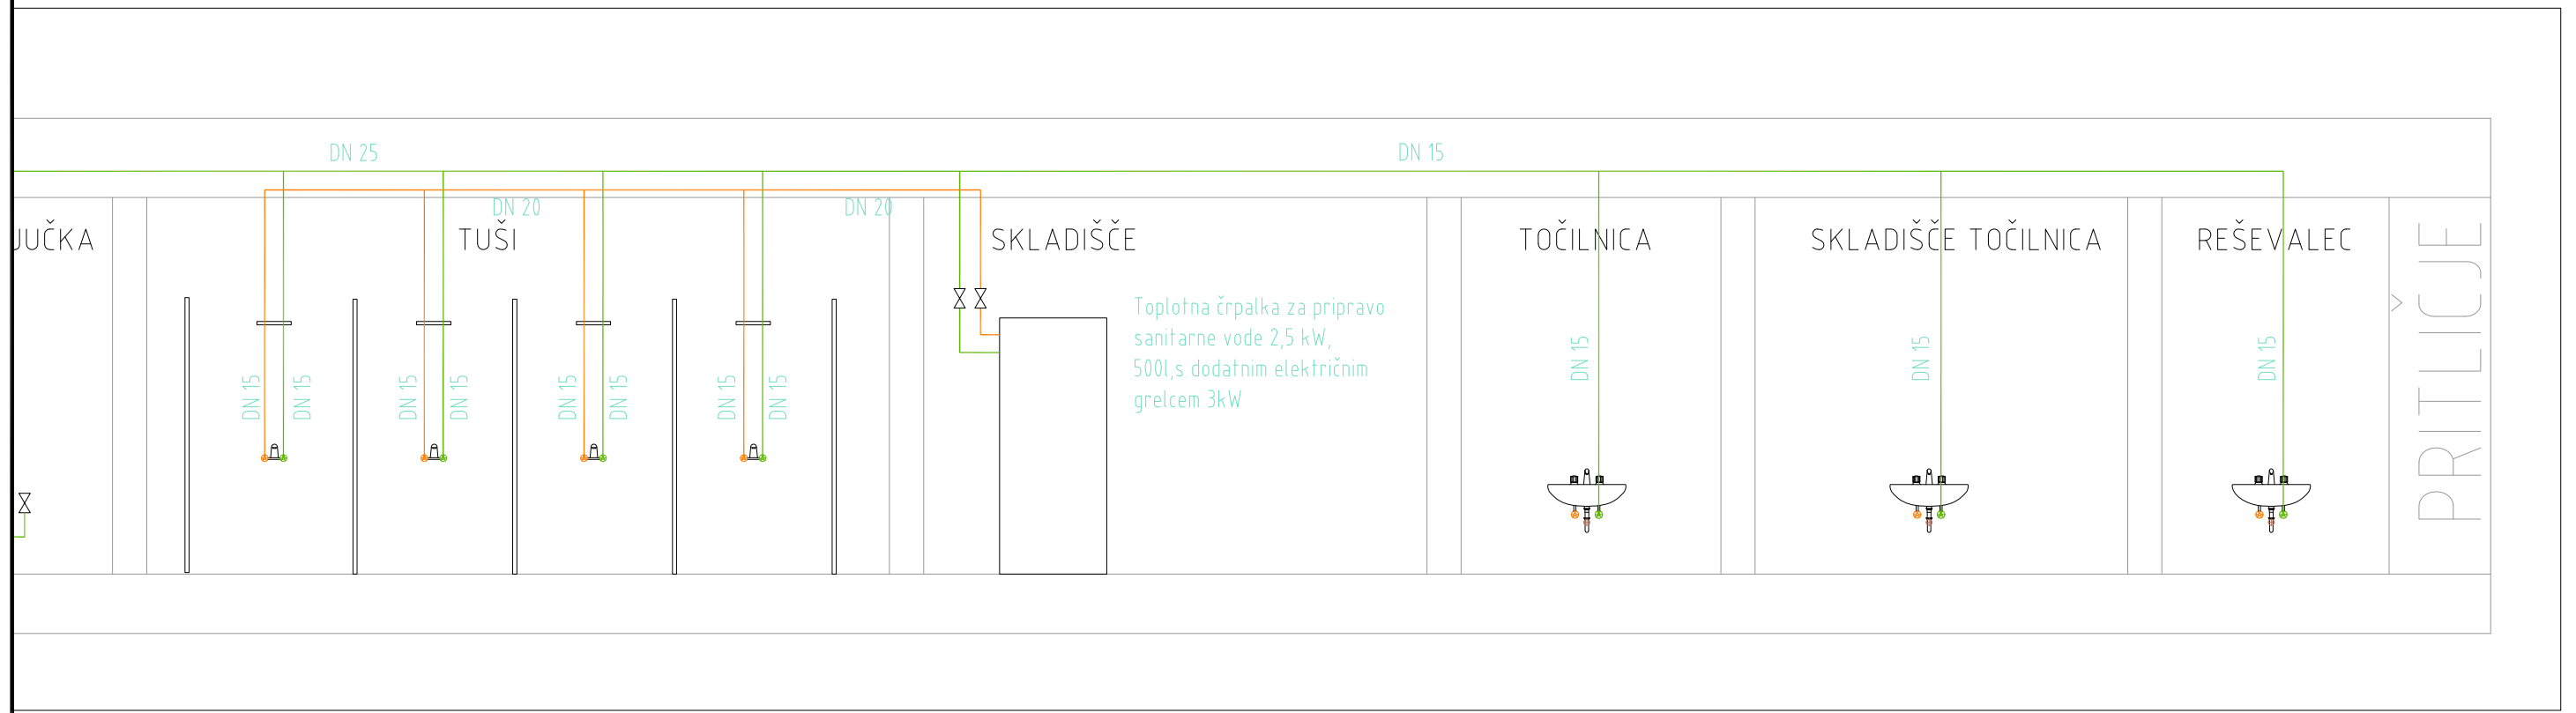 DN 25
DN 15
DN 20
DN 20
JUČKA
TUŠI
SKLADIŠČE
TOČILNICA
SKLADIŠČE TOČILNICA
REŠEVALEC
PRITLIČJE
Toplotna črpalka za pripravo
sanitarne vode 2,5 kW,
500l,s dodatnim električnim
grelcem 3kW
DN 15
DN 15
DN 15
DN 15
DN 15
DN 15
DN 15
DN 15
DN 15
DN 15
DN 15